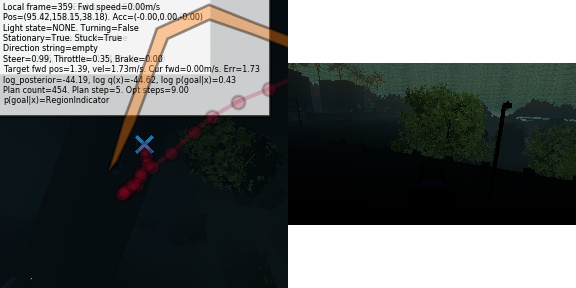 Local frame=359: Fwd speed=0.00m/s
Pos=(95.42,158.15,38.18). Acc=(-0.00,0.00,-0.00)
Light state=NONE. Turning=False
Stationary=True. Stuck=True
Direction string=empty
Steer=0.99, Throttle=0.35, Brake=0.00
Target fwd pos=1.39, vel=1.73m/s. Cur fwd=0.00m/s. Err=1.73
log_posterior=-44.19, log q(x)=-44.62, log p(goal|x)=0.43
Plan count=454. Plan step=5. Opt steps=9.00
p(goal|x)=RegionIndicator